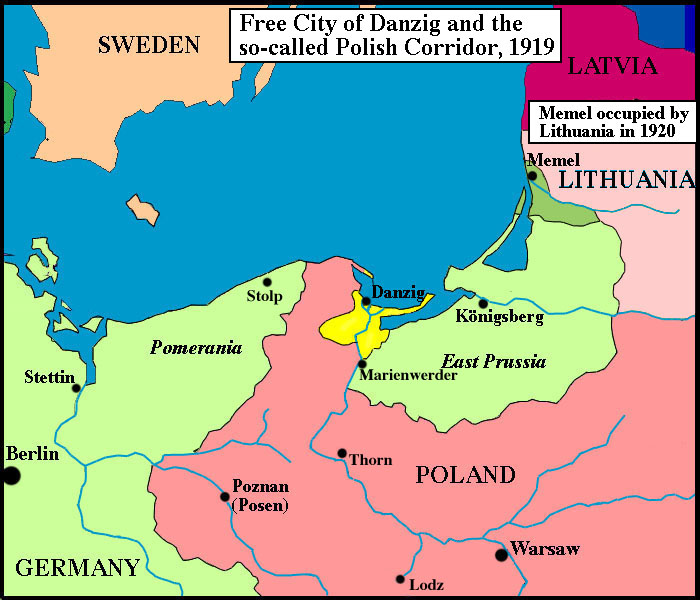 Free City of Danzig and the
so-called Polish Corridor, 1919
SWEDEN
LATVIA
Memel occupied by
Lithuania in 1920
Memel
LITHUANIA
Stolp
Danzig
Königsberg
Pomerania
East Prussia
Stettin
Marienwerder
Berlin
Thorn
POLAND
Poznan
(Posen)
Warsaw
GERMANY
Lodz